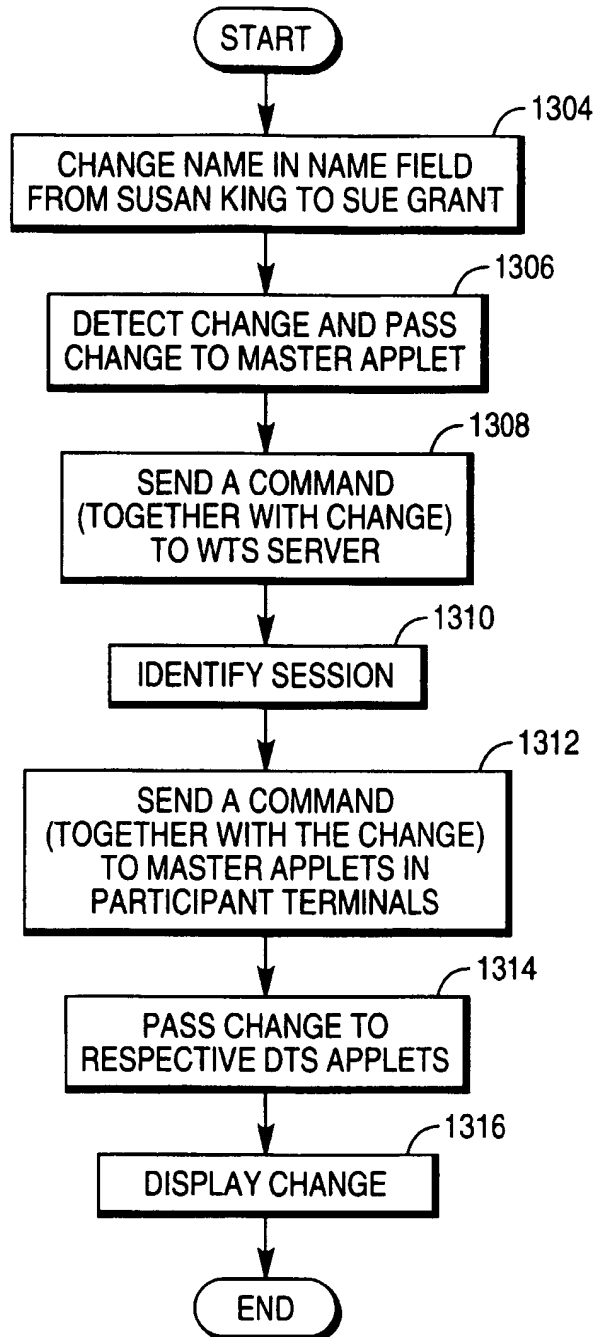 START
1304
CHANGE NAME IN NAME FIELD
FROM SUSAN KING TO SUE GRANT
1306
DETECT CHANGE AND PASS
CHANGE TO MASTER APPLET
1308
SEND A COMMAND
(TOGETHER WITH CHANGE)
TO WTS SERVER
1310
IDENTIFY SESSION
1312
SEND A COMMAND
(TOGETHER WITH THE CHANGE)
TO MASTER APPLETS IN
PARTICIPANT TERMINALS
1314
PASS CHANGE TO
RESPECTIVE DTS APPLETS
1316
DISPLAY CHANGE
END